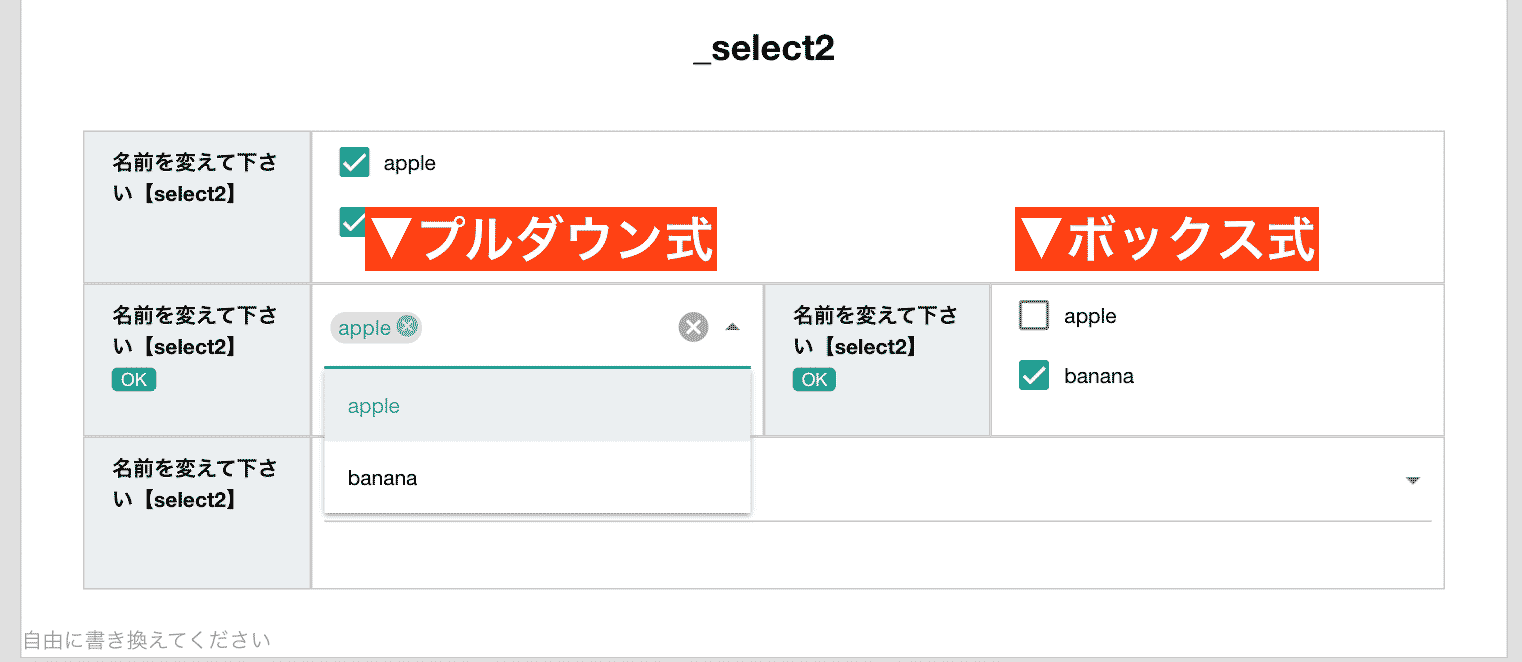 _select2
名前を変えて下さ
い【select2】
apple
▼プルダウン式
▼ボックス式
名前を変えて下さ
い【select2】
OK
apple
apple
banana
名前を変えて下さ
い【select2】
OK
apple
banana
名前を変えて下さ
い【select2】
自由に書き換えてください